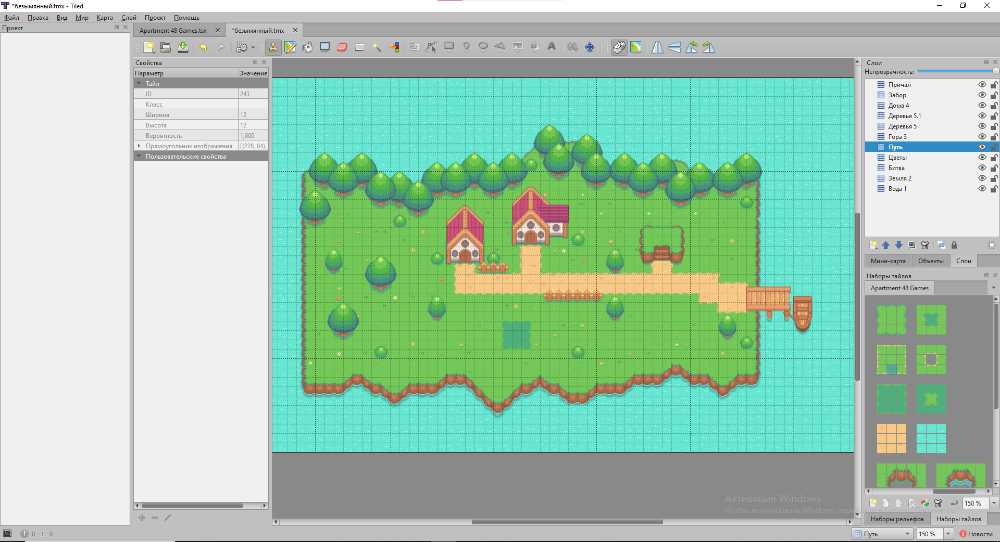 *безымянный.tmx - Tiled
Файл Правка Вид Мир Карта Слой Проект Помощь
Проект
Apartment 48 Games.tsx
*безымянный.tmx
Свойства
Параметр Значение
Тайл
ID 243
Класс
Ширина 12
Высота 12
Вероятность 1,000
Прямоугольник изображения [(228, 84),
Пользовательские свойства
Слои
Непрозрачность:
Причал
Забор
Дома 4
Деревья 5.1
Деревья 5
Гора 3
Путь
Цветы
Битва
Земля 2
Вода 1
Мини-карта Объекты Слои
Наборы тайлов
Apartment 48 Games
Активация Windows
Чтобы активировать Windows, перейдите в раздел "Параметры".
150 %
Наборы рельефов Наборы тайлов
0 0
Путь 150 % Новости